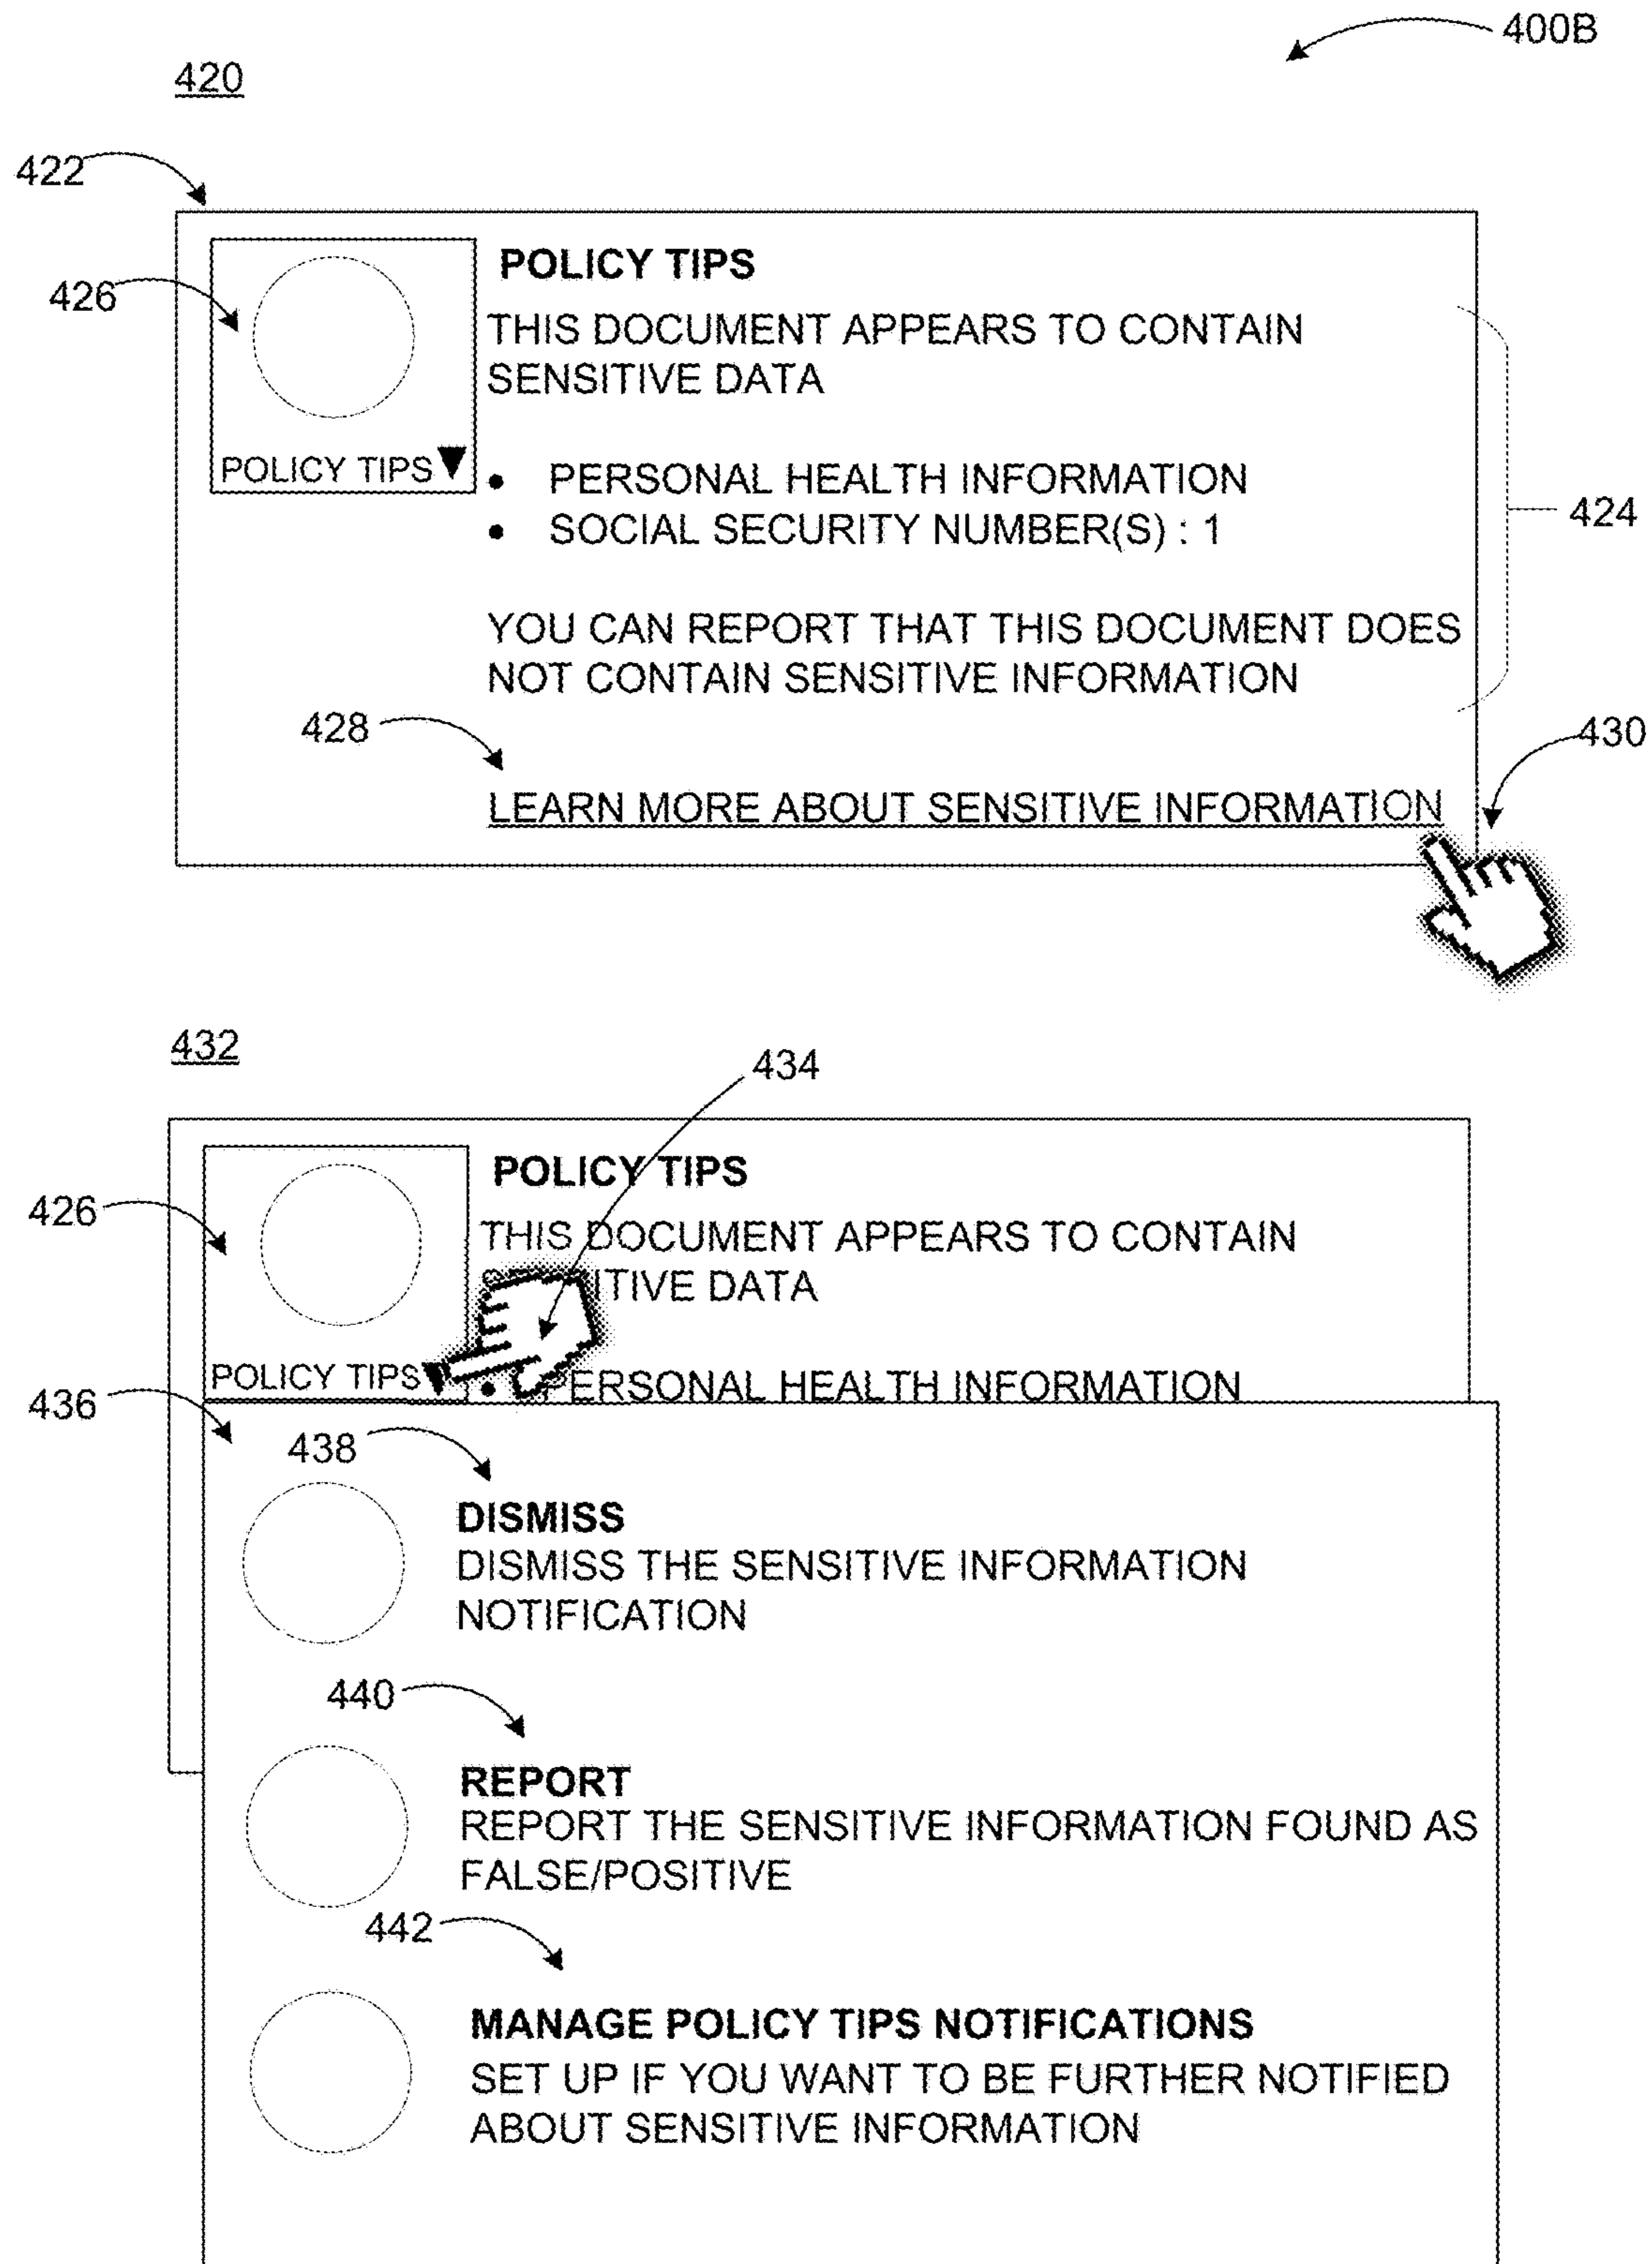 400B
420
422
426
POLICY TIPS
POLICY TIPS
THIS DOCUMENT APPEARS TO CONTAIN
SENSITIVE DATA
• PERSONAL HEALTH INFORMATION
• SOCIAL SECURITY NUMBER(S) : 1
424
YOU CAN REPORT THAT THIS DOCUMENT DOES
NOT CONTAIN SENSITIVE INFORMATION
428
430
LEARN MORE ABOUT SENSITIVE INFORMATION
432
434
426
POLICY TIPS
POLICY TIPS
THIS DOCUMENT APPEARS TO CONTAIN
ITIVE DATA
• PERSONAL HEALTH INFORMATION
436
438
DISMISS
DISMISS THE SENSITIVE INFORMATION
NOTIFICATION
440
REPORT
REPORT THE SENSITIVE INFORMATION FOUND AS
FALSE/POSITIVE
442
MANAGE POLICY TIPS NOTIFICATIONS
SET UP IF YOU WANT TO BE FURTHER NOTIFIED
ABOUT SENSITIVE INFORMATION